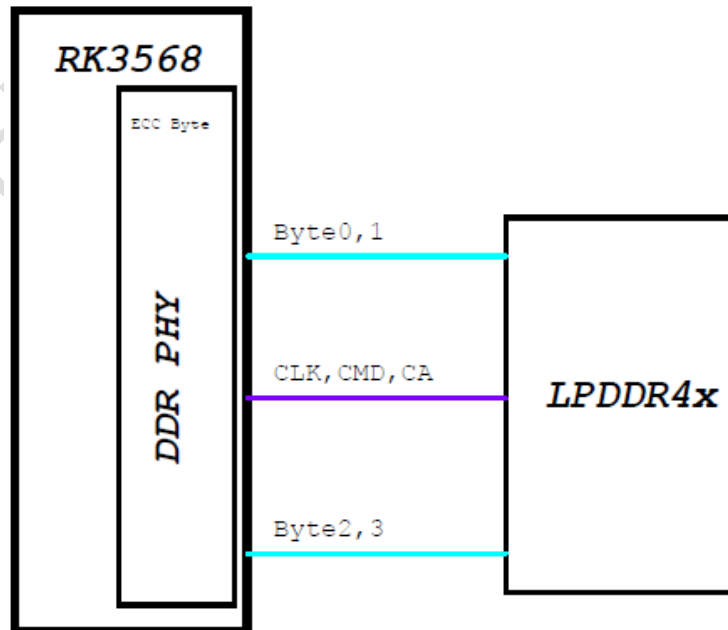 RK3568
ECC Byte
Byte0,1
DDR PHY
CLK,CMD,CA
LPDDR4x
Byte2,3